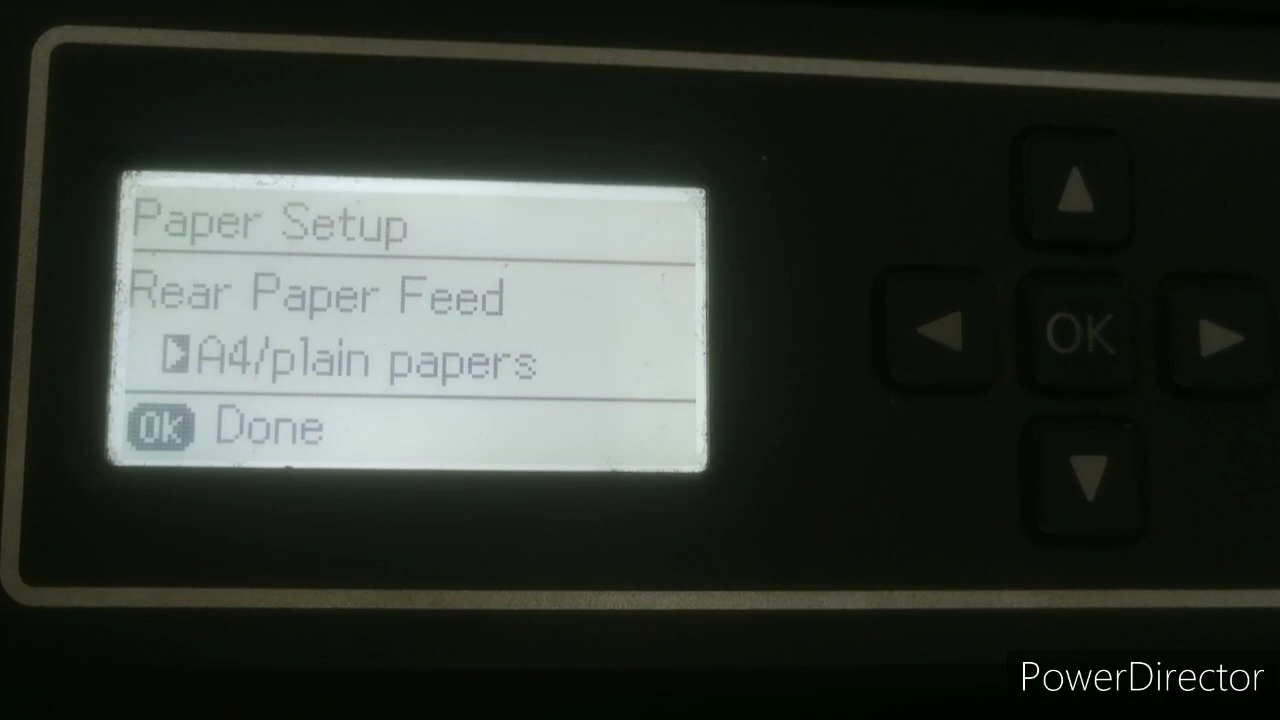 Paper Setup
Rear Paper Feed
A4/plain papers
OK Done
OK
PowerDirector